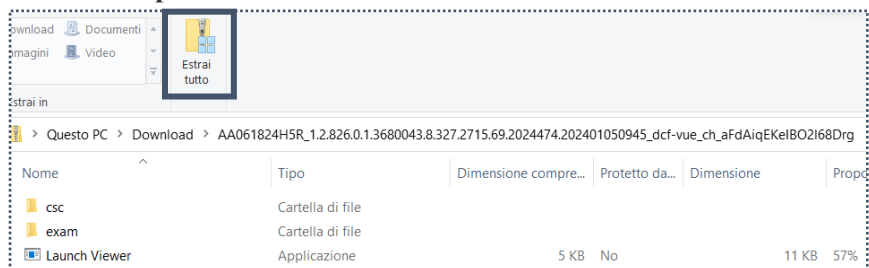 ownload Documenti
magini Video
Estrai
tutto
strai in
> Questo PC > Download > AA061824H5R_1.2.826.0.1.3680043.8.327.2715.69.2024474.202401050945_dcf-vue_ch_aFdAiqEKeIBO2I68Drg
Nome Tipo Dimensione compre... Protetto da... Dimensione Propo
csc Cartella di file
exam Cartella di file
Launch Viewer Applicazione 5 KB No 11 KB 57%